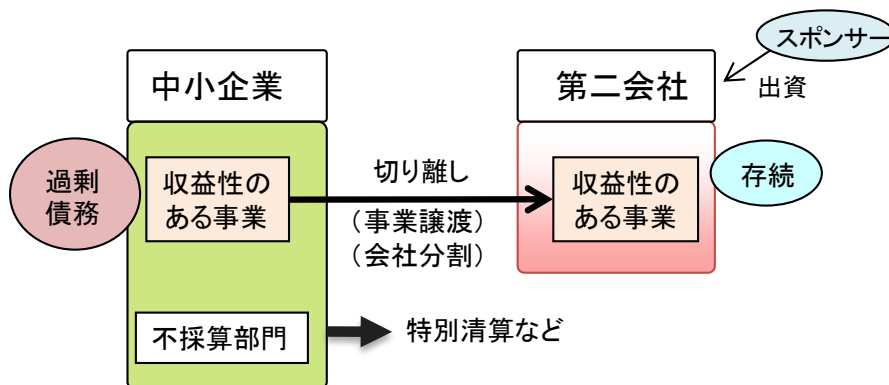 スポンサー
中小企業
第二会社
出資
過剰
債務
収益性の
ある事業
切り離し
（事業譲渡）
（会社分割）
収益性の
ある事業
存続
不採算部門
特別清算など